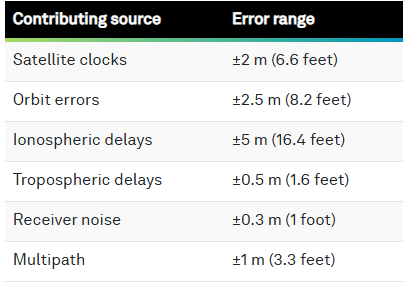 Contributing source Error range
Satellite clocks ±2 m (6.6 feet)
Orbit errors ±2.5 m (8.2 feet)
Ionospheric delays ±5 m (16.4 feet)
Tropospheric delays ±0.5 m (1.6 feet)
Receiver noise ±0.3 m (1 foot)
Multipath ±1 m (3.3 feet)